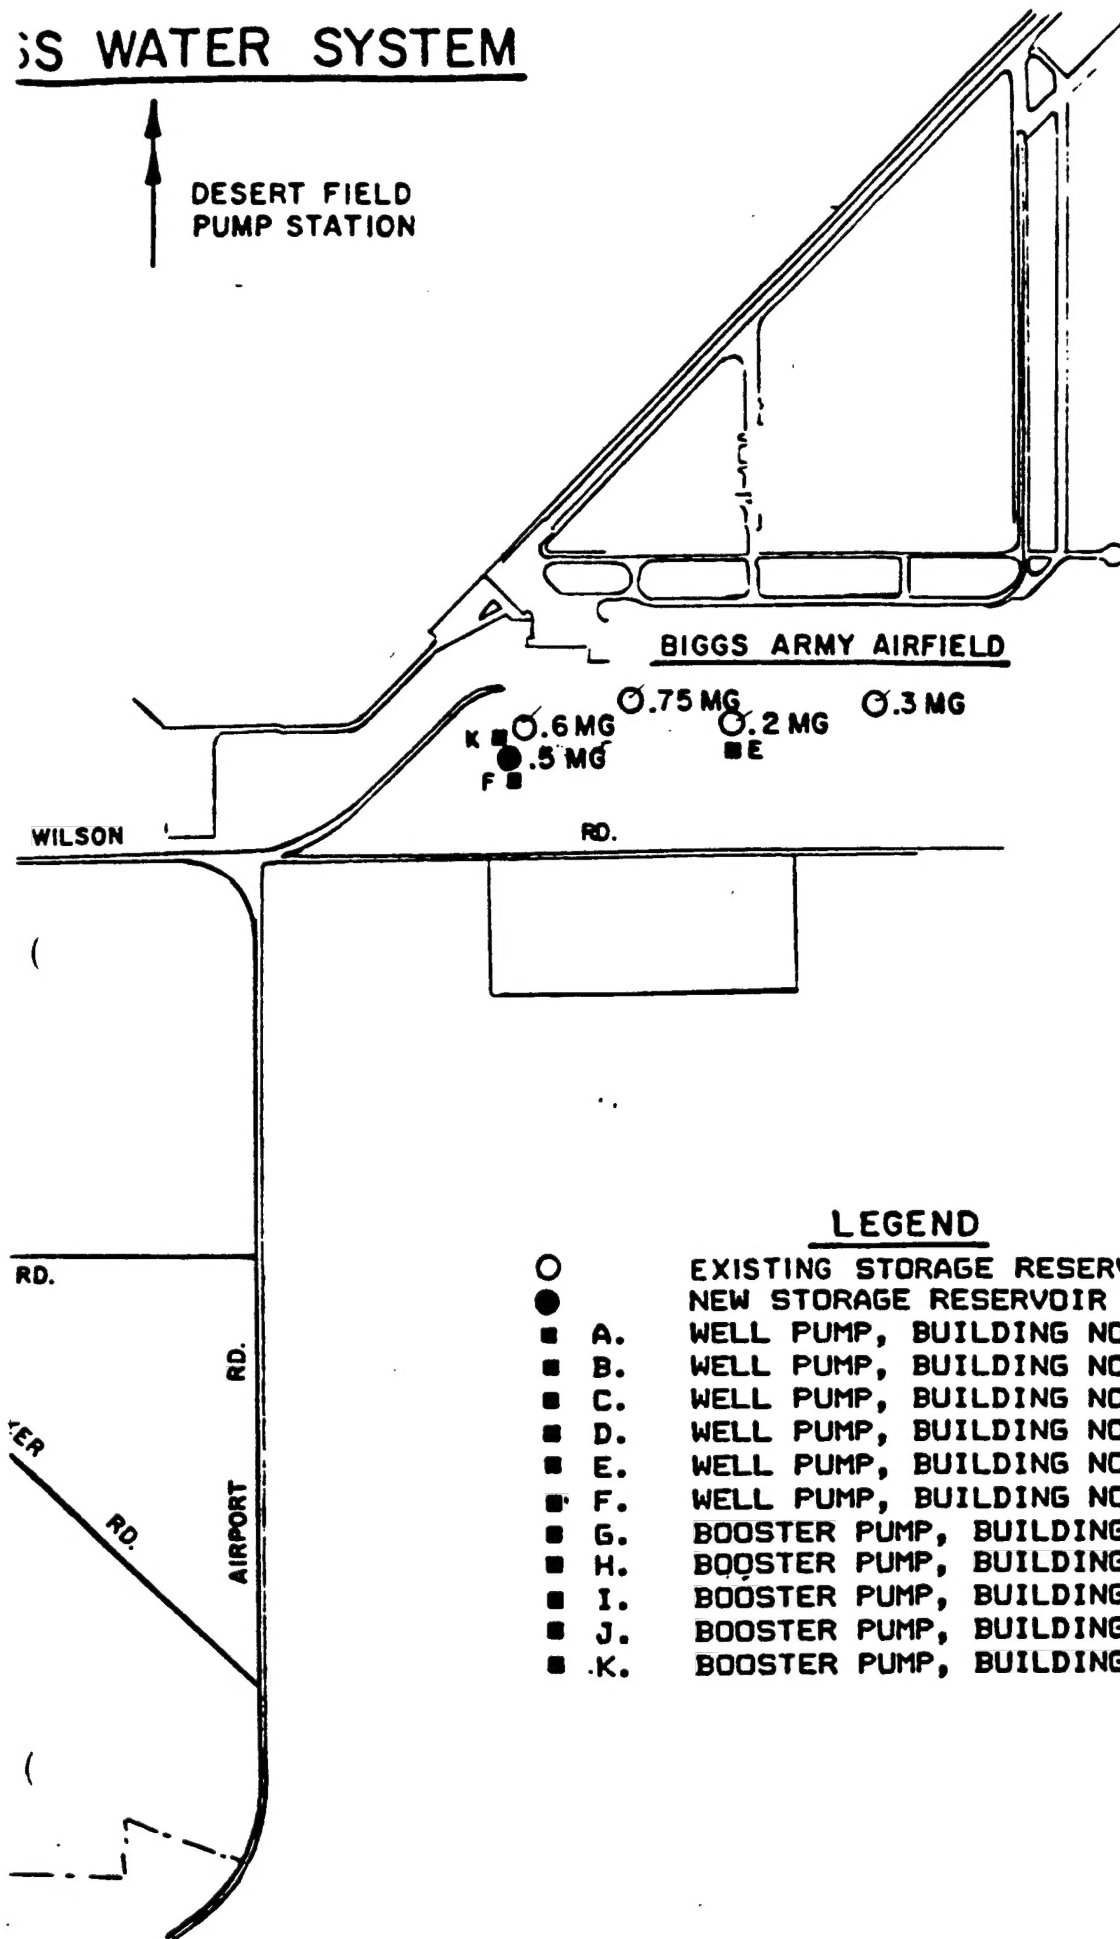 SS WATER SYSTEM
DESERT FIELD
PUMP STATION
BIGGS ARMY AIRFIELD
.75 MG
.3 MG
.6 MG
.2 MG
K
.5 MG
E
F
WILSON
RD.
RD.
RD.
AIRPORT
KER
RD.
LEGEND
EXISTING STORAGE RESERV
NEW STORAGE RESERVOIR
A. WELL PUMP, BUILDING NO
B. WELL PUMP, BUILDING NO
C. WELL PUMP, BUILDING NO
D. WELL PUMP, BUILDING NO
E. WELL PUMP, BUILDING NO
F. WELL PUMP, BUILDING NO
G. BOOSTER PUMP, BUILDING
H. BOOSTER PUMP, BUILDING
I. BOOSTER PUMP, BUILDING
J. BOOSTER PUMP, BUILDING
K. BOOSTER PUMP, BUILDING